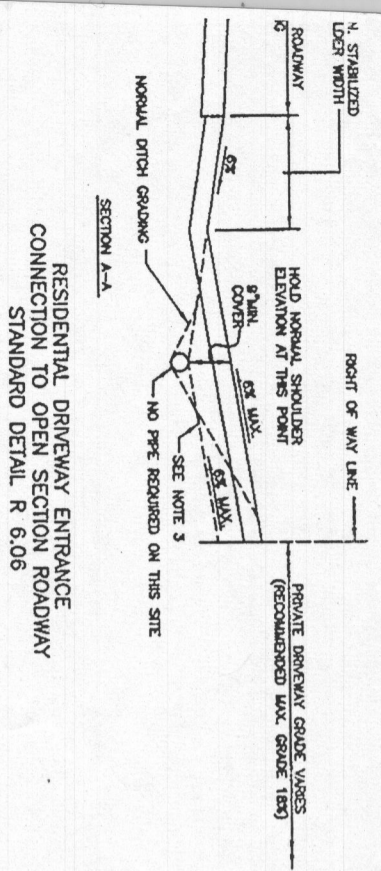 N. STABILIZED
LDER WIDTH
ROADWAY
G
6%
HOLD NORMAL SHOULDER
ELEVATION AT THIS POINT
9" MIN.
COVER
6% MAX.
6% MAX.
RIGHT OF WAY LINE
PRIVATE DRIVEWAY GRADE VARIES
(RECOMMENDED MAX. GRADE 18%)
NORMAL DITCH GRADING
SEE NOTE 3
NO PIPE REQUIRED ON THIS SITE
SECTION A-A
RESIDENTIAL DRIVEWAY ENTRANCE
CONNECTION TO OPEN SECTION ROADWAY
STANDARD DETAIL R 6.06